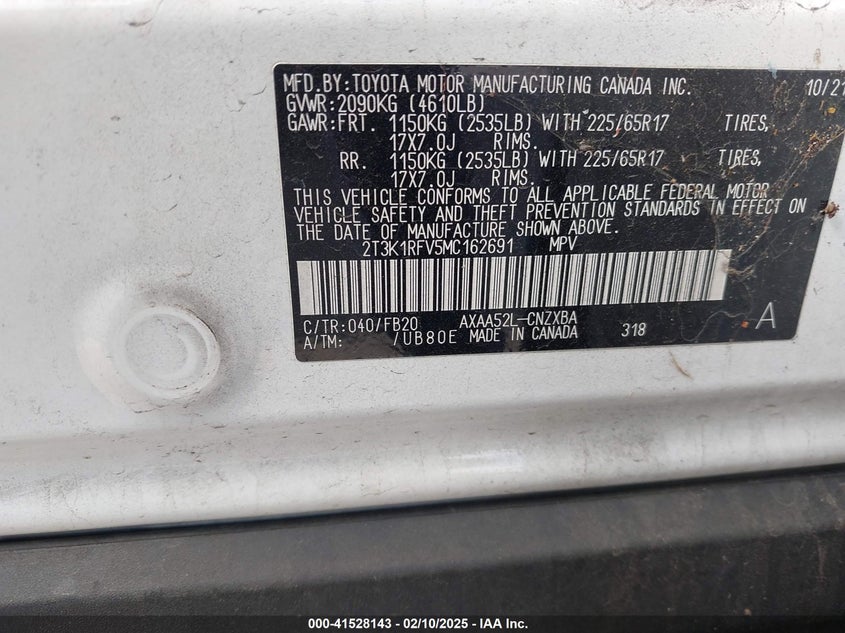 MFD.BY:TOYOTA MOTOR MANUFACTURING CANADA INC. 10/21
GVWR:2090KG (4610LB)
GAWR:FRT. 1150KG (2535LB) WITH 225/65R17 TIRES,
17X7.0J RIMS.
RR. 1150KG (2535LB) WITH 225/65R17 TIRES,
17X7.0J RIMS.
THIS VEHICLE CONFORMS TO ALL APPLICABLE FEDERAL MOTOR
VEHICLE SAFETY AND THEFT PREVENTION STANDARDS IN EFFECT ON
THE DATE OF MANUFACTURE SHOWN ABOVE.
2T3K1RFV5MC162691 MPV
C/TR:040/FB20 AXAA52L-CNZXBA
A/TM: /UB80E MADE IN CANADA 318 A
000-41528143 - 02/10/2025 - IAA Inc.